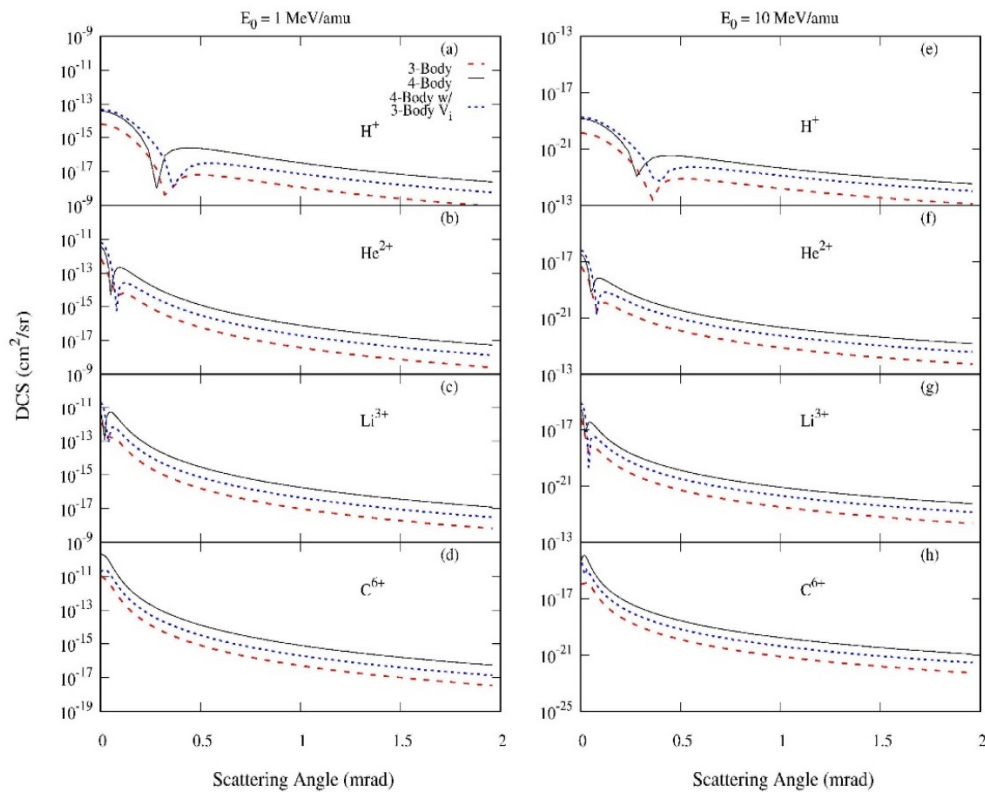 E₀ = 1 MeV/amu
10⁻⁹
10⁻¹¹
10⁻¹³
10⁻¹⁵
10⁻¹⁷
10⁻⁹
(a)
3-Body
4-Body
4-Body w/
3-Body Vᵢ
H⁺
10⁻¹¹
10⁻¹³
10⁻¹⁵
10⁻¹⁷
10⁻⁹
(b)
He²⁺
10⁻¹¹
10⁻¹³
10⁻¹⁵
10⁻¹⁷
10⁻⁹
(c)
Li³⁺
10⁻¹¹
10⁻¹³
10⁻¹⁵
10⁻¹⁷
10⁻¹⁹
(d)
C⁶⁺
0
0.5
1
1.5
2
Scattering Angle (mrad)
DCS (cm²/sr)
E₀ = 10 MeV/amu
10⁻¹³
10⁻¹⁷
10⁻²¹
10⁻¹³
(e)
H⁺
10⁻¹⁷
10⁻²¹
10⁻¹³
(f)
He²⁺
10⁻¹⁷
10⁻²¹
10⁻¹³
(g)
Li³⁺
10⁻¹⁷
10⁻²¹
10⁻²⁵
(h)
C⁶⁺
0
0.5
1
1.5
2
Scattering Angle (mrad)